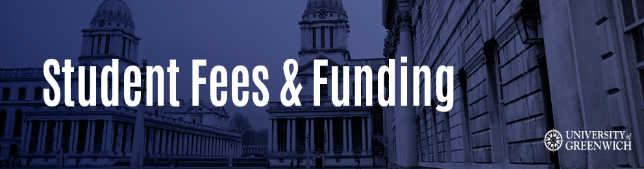 Student Fees & Funding
UNIVERSITY of
GREENWICH